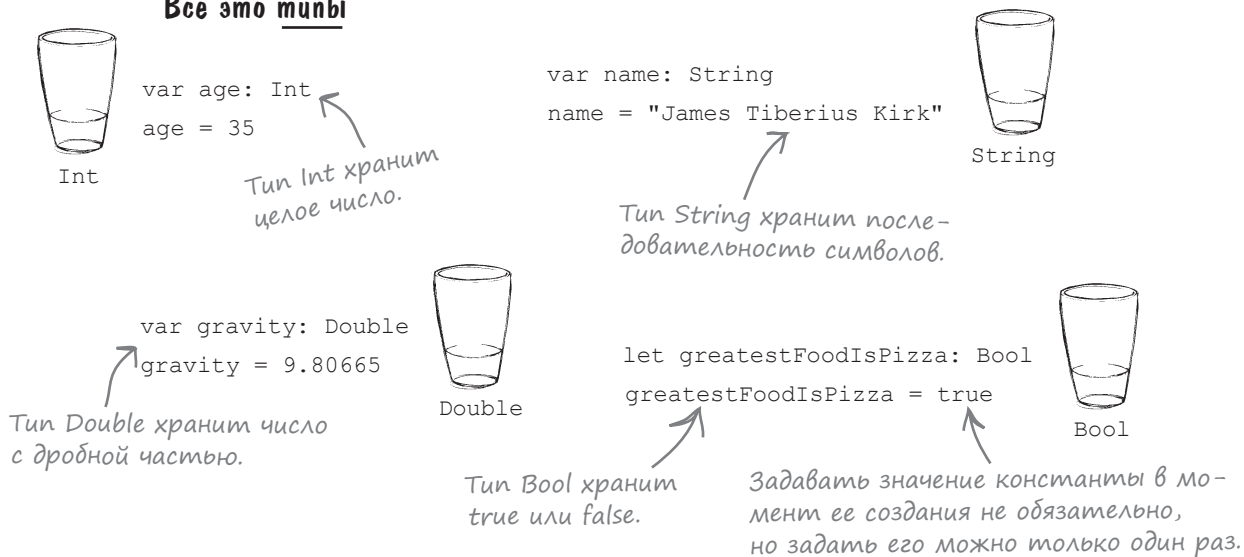 Все это типы
var age: Int
age = 35
Int
Тип Int хранит
целое число.
var name: String
name = "James Tiberius Kirk"
String
Тип String хранит после-
довательность символов.
var gravity: Double
gravity = 9.80665
Double
Тип Double хранит число
с дробной частью.
let greatestFoodIsPizza: Bool
greatestFoodIsPizza = true
Bool
Тип Bool хранит
true или false.
Задавать значение константы в мо-
мент ее создания не обязательно,
но задать его можно только один раз.